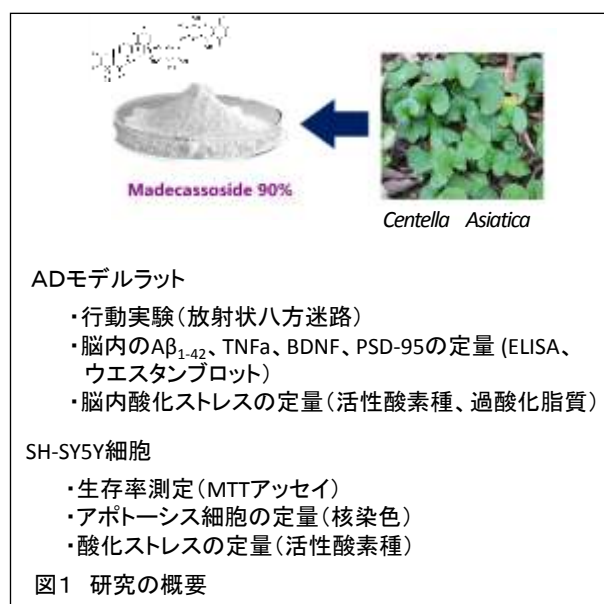 Madecassoside 90%
Centella Asiatica
ADモデルラット
・行動実験(放射状八方迷路)
・脳内のAβ1-42、TNFa、BDNF、PSD-95の定量 (ELISA、
ウエスタンブロット)
・脳内酸化ストレスの定量(活性酸素種、過酸化脂質)
SH-SY5Y細胞
・生存率測定(MTTアッセイ)
・アポトーシス細胞の定量(核染色)
・酸化ストレスの定量(活性酸素種)
図1 研究の概要